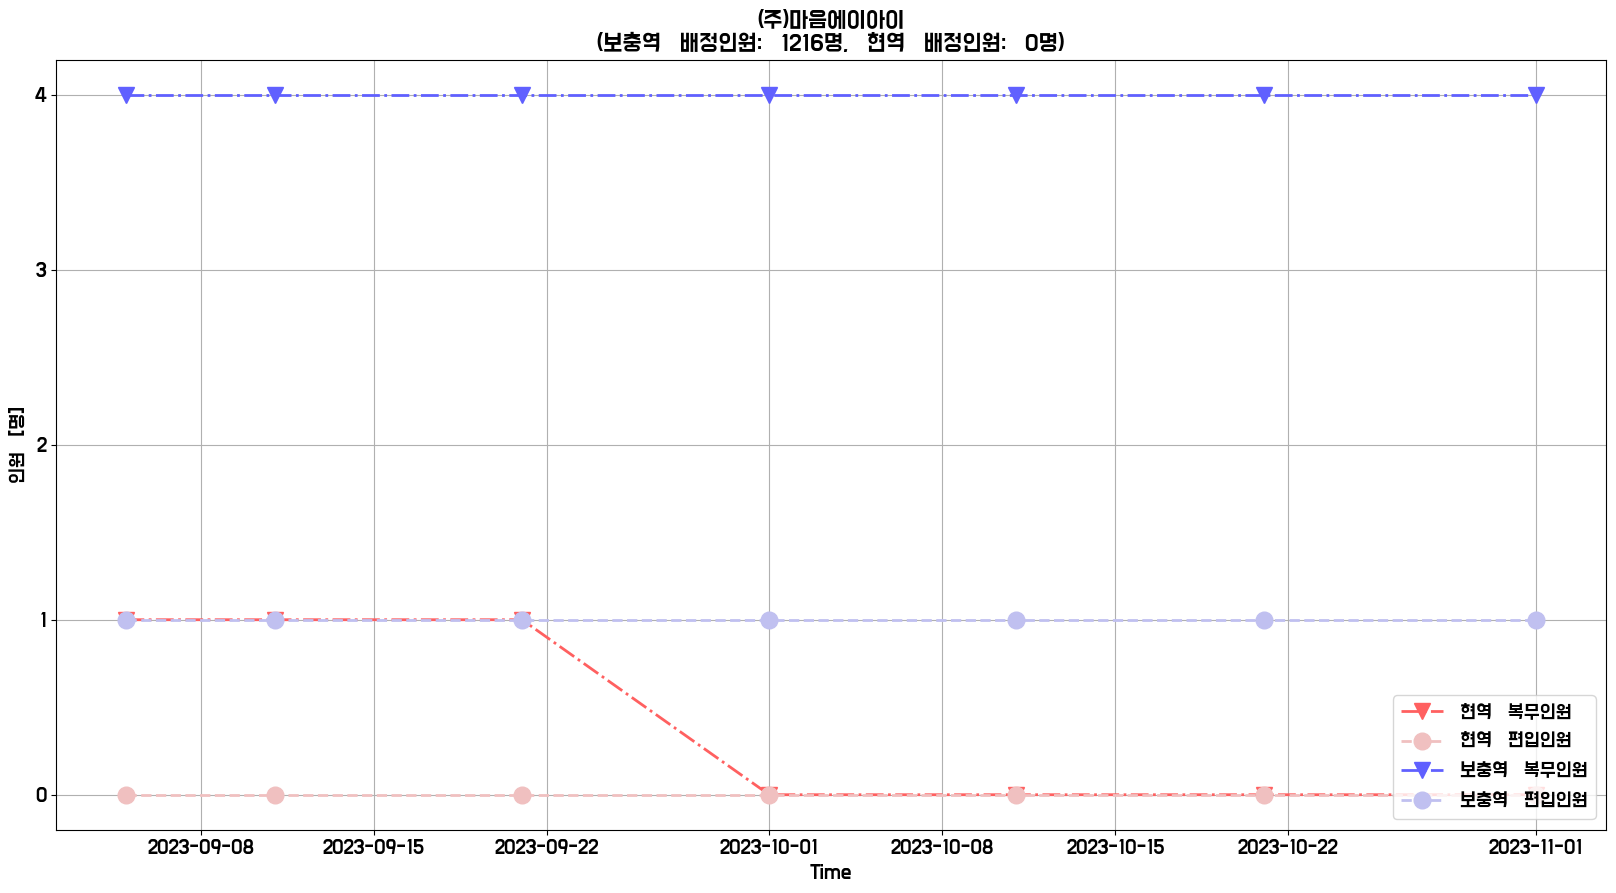 (주)마음에이아이
(보충역 배정인원: 1216명, 현역 배정인원: 0명)
인원 [명]
4
3
2
1
0
2023-09-08 2023-09-15 2023-09-22 2023-10-01 2023-10-08 2023-10-15 2023-10-22 2023-11-01
Time
현역 복무인원
현역 편입인원
보충역 복무인원
보충역 편입인원